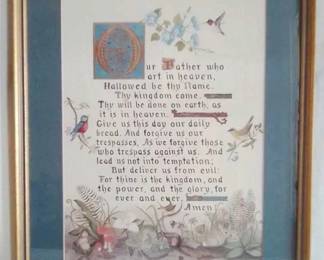 Our Father who
art in heaven,
Hallowed be thy Name.
Thy kingdom come.
Thy will be done on earth, as
it is in heaven.
Give us this day our daily
bread. And forgive us our
trespasses, As we forgive those
who trespass against us. And
lead us not into temptation;
But deliver us from evil:
For thine is the kingdom, and
the power, and the glory, for
ever and ever.
Amen